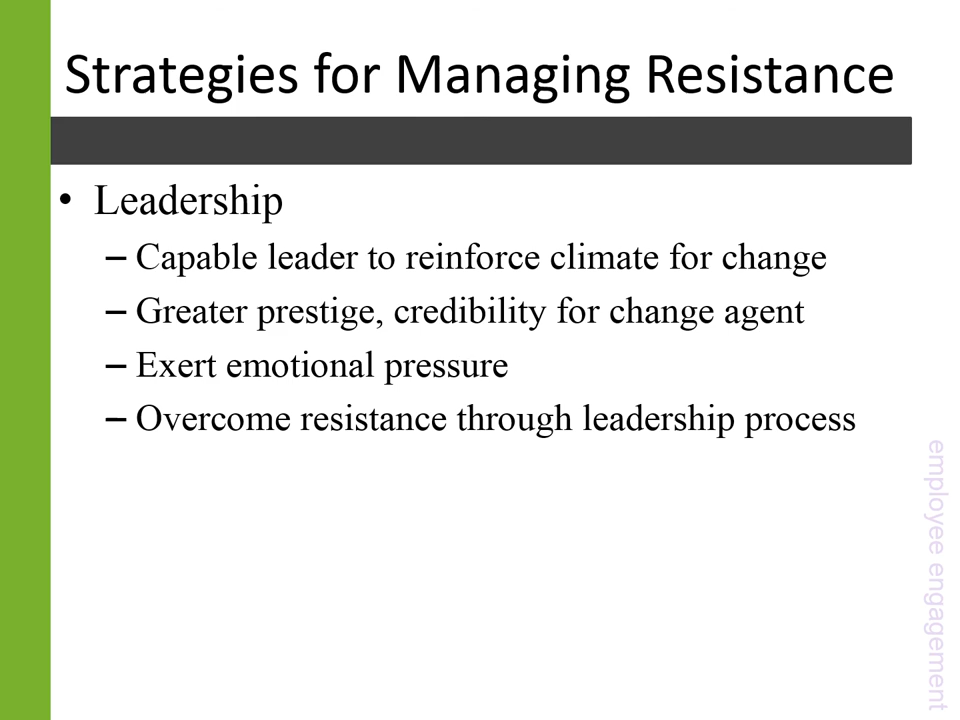 Strategies for Managing Resistance
• Leadership
– Capable leader to reinforce climate for change
– Greater prestige, credibility for change agent
– Exert emotional pressure
– Overcome resistance through leadership process
employee engagement